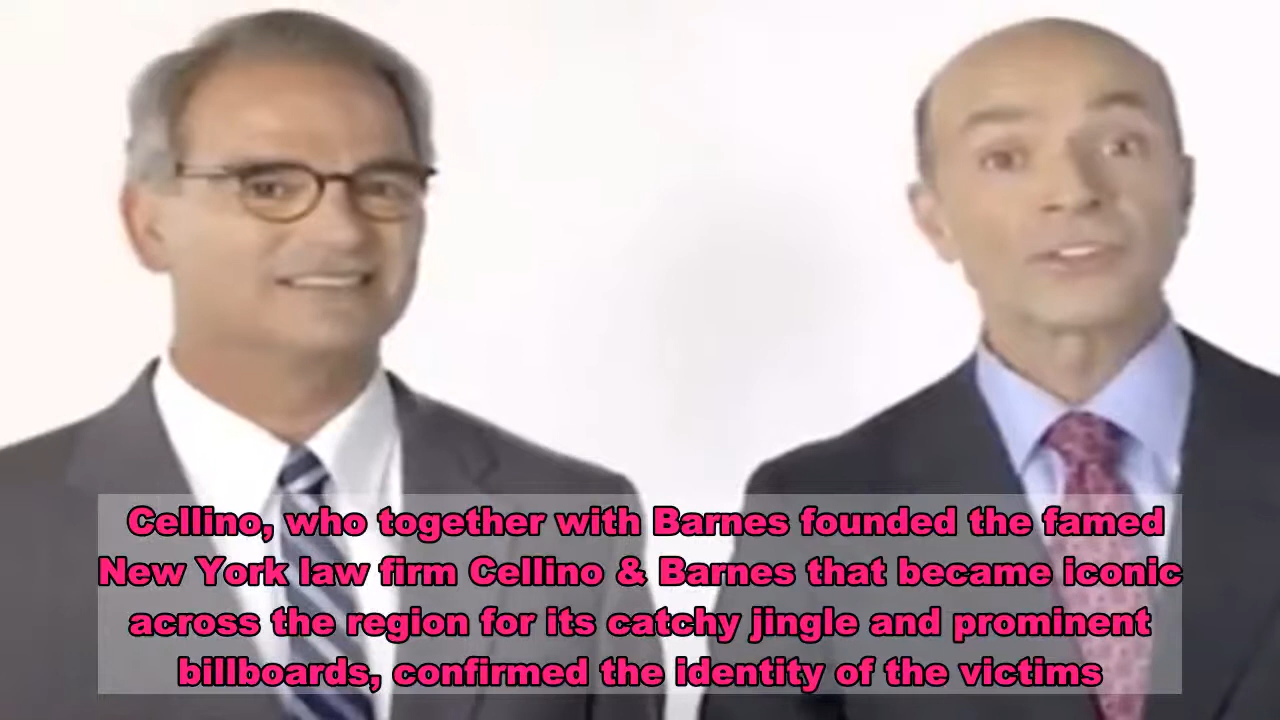 Cellino, who together with Barnes founded the famed
New York law firm Cellino & Barnes that became iconic
across the region for its catchy jingle and prominent
billboards, confirmed the identity of the victims